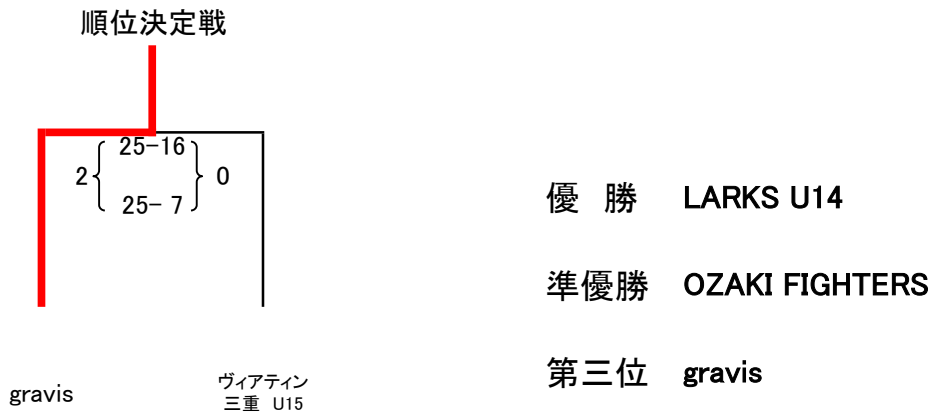 順位決定戦
25-16
2 0
25- 7
gravis
ヴィアティン
三重 U15
優 勝 LARKS U14
準優勝 OZAKI FIGHTERS
第三位 gravis